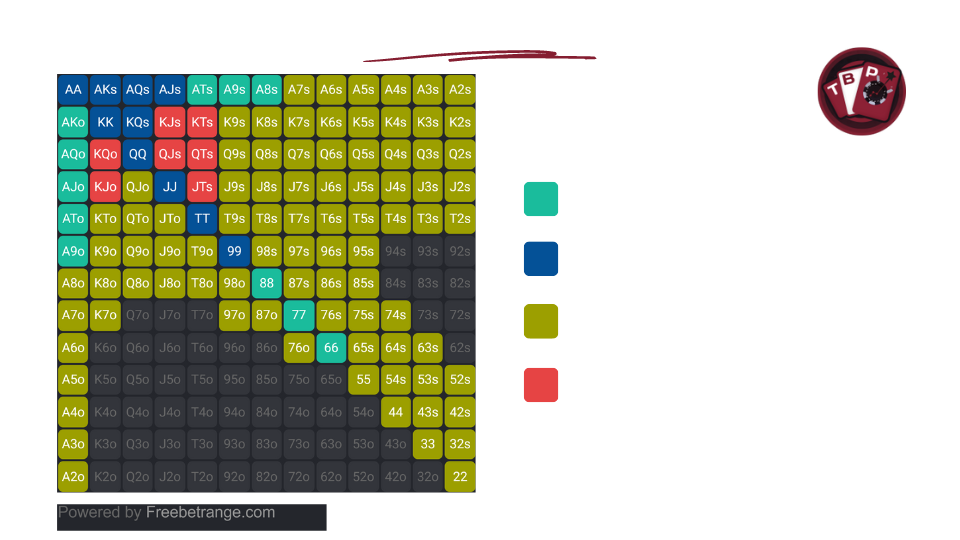 T B P
AA AKs AQs AJs ATs A9s A8s A7s A6s A5s A4s A3s A2s
AKo KK KQs KJs KTs K9s K8s K7s K6s K5s K4s K3s K2s
AQo KQo QQ QJs QTs Q9s Q8s Q7s Q6s Q5s Q4s Q3s Q2s
AJo KJo QJo JJ JTs J9s J8s J7s J6s J5s J4s J3s J2s
ATo KTo QTo JTo TT T9s T8s T7s T6s T5s T4s T3s T2s
A9o K9o Q9o J9o T9o 99 98s 97s 96s 95s 94s 93s 92s
A8o K8o Q8o J8o T8o 98o 88 87s 86s 85s 84s 83s 82s
A7o K7o Q7o J7o T7o 97o 87o 77 76s 75s 74s 73s 72s
A6o K6o Q6o J6o T6o 96o 86o 76o 66 65s 64s 63s 62s
A5o K5o Q5o J5o T5o 95o 85o 75o 65o 55 54s 53s 52s
A4o K4o Q4o J4o T4o 94o 84o 74o 64o 54o 44 43s 42s
A3o K3o Q3o J3o T3o 93o 83o 73o 63o 53o 43o 33 32s
A2o K2o Q2o J2o T2o 92o 82o 72o 62o 52o 42o 32o 22
Powered by Freebetrange.com